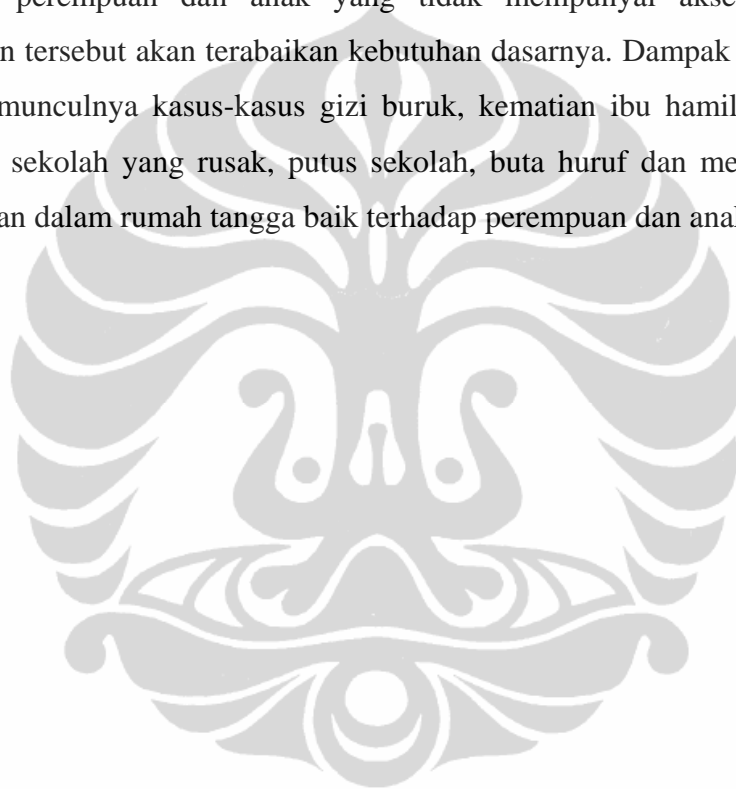 perempuan dan anak yang tidak mempunyai akse
n tersebut akan terabaikan kebutuhan dasarnya. Dampak
munculnya kasus-kasus gizi buruk, kematian ibu hamil
sekolah yang rusak, putus sekolah, buta huruf dan me
an dalam rumah tangga baik terhadap perempuan dan anal